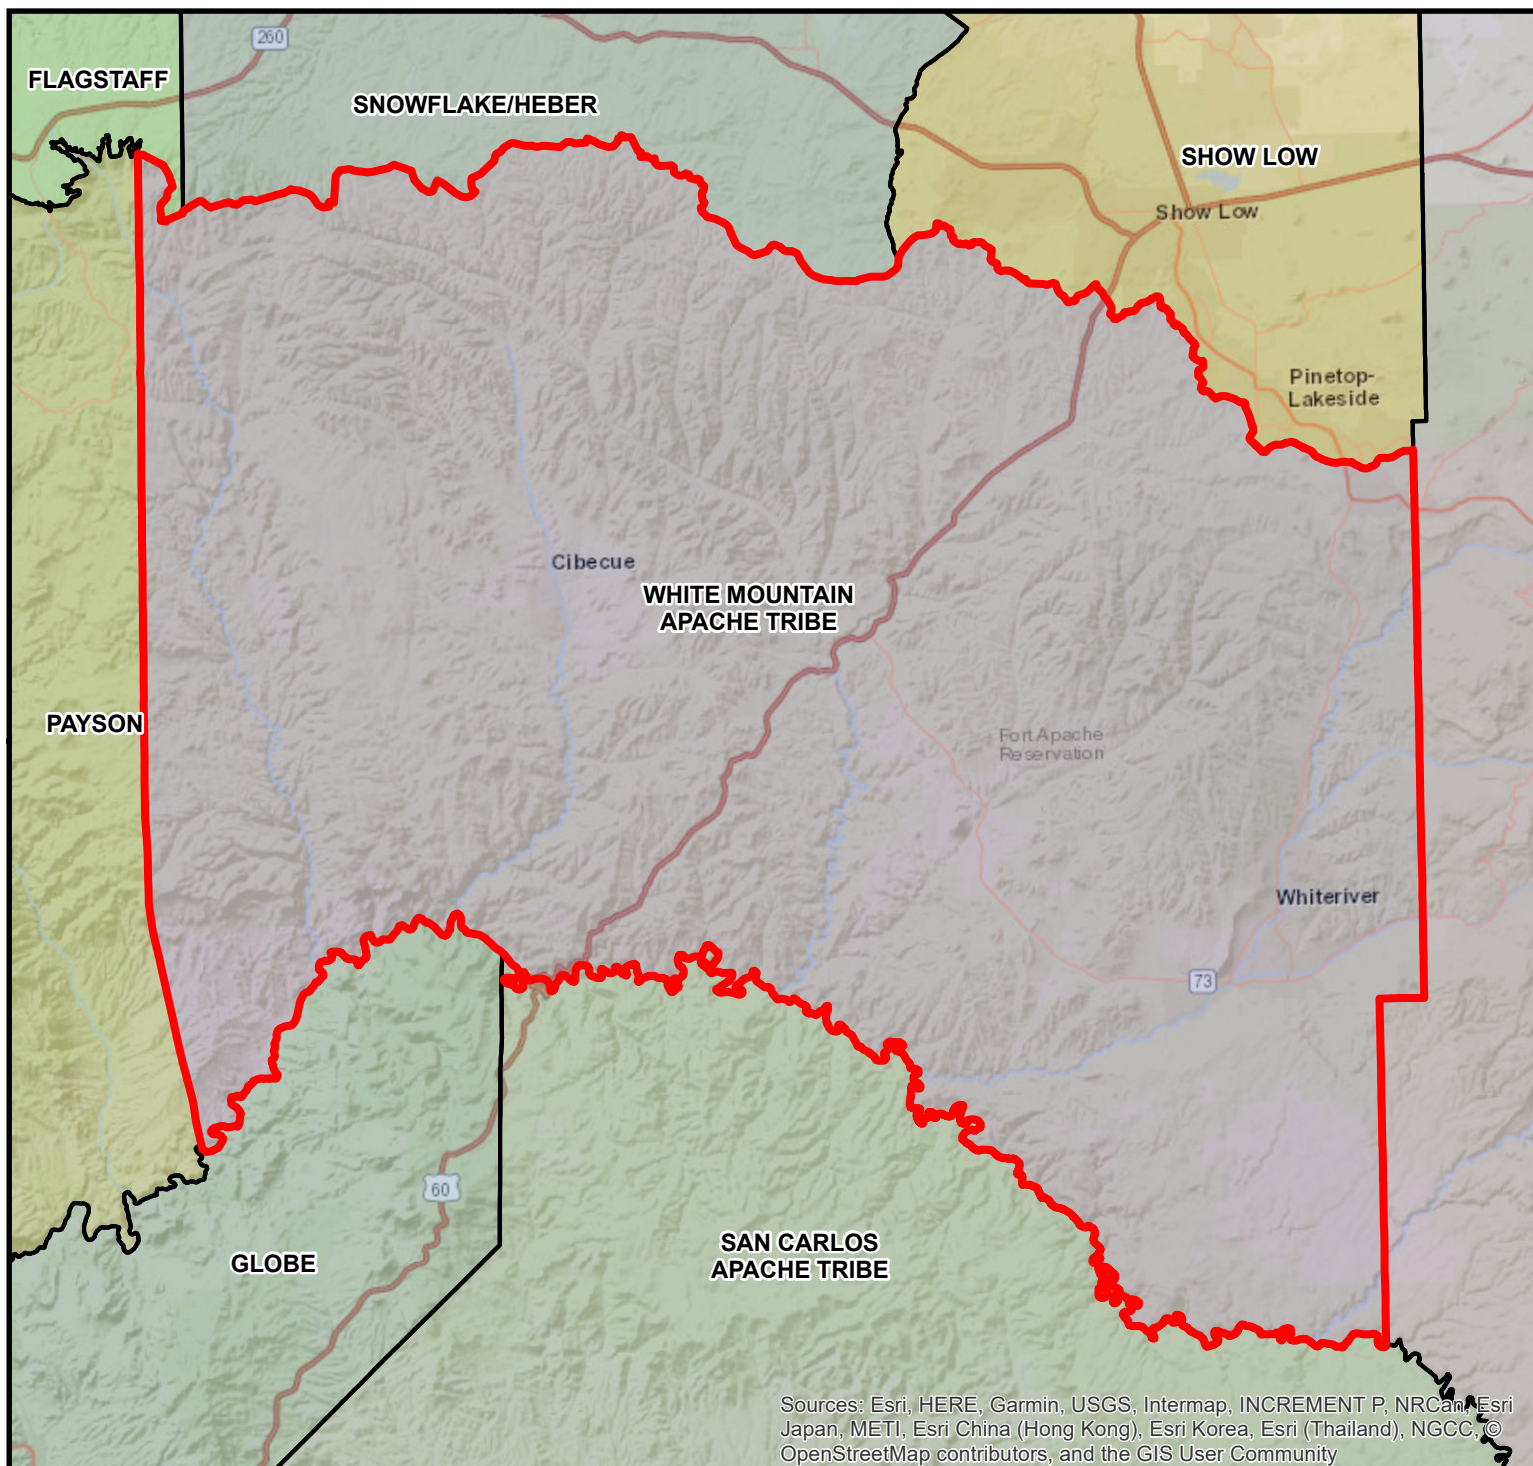 260
FLAGSTAFF
SNOWFLAKE/HEBER
SHOW LOW
Show Low
Pinetop-
Lakeside
Cibecue
WHITE MOUNTAIN
APACHE TRIBE
PAYSON
Fort Apache
Reservation
Whiteriver
73
60
SAN CARLOS
APACHE TRIBE
GLOBE
Sources: Esri, HERE, Garmin, USGS, Intermap, INCREMENT P, NRCan, Esri
Japan, METI, Esri China (Hong Kong), Esri Korea, Esri (Thailand), NGCC, ©
OpenStreetMap contributors, and the GIS User Community